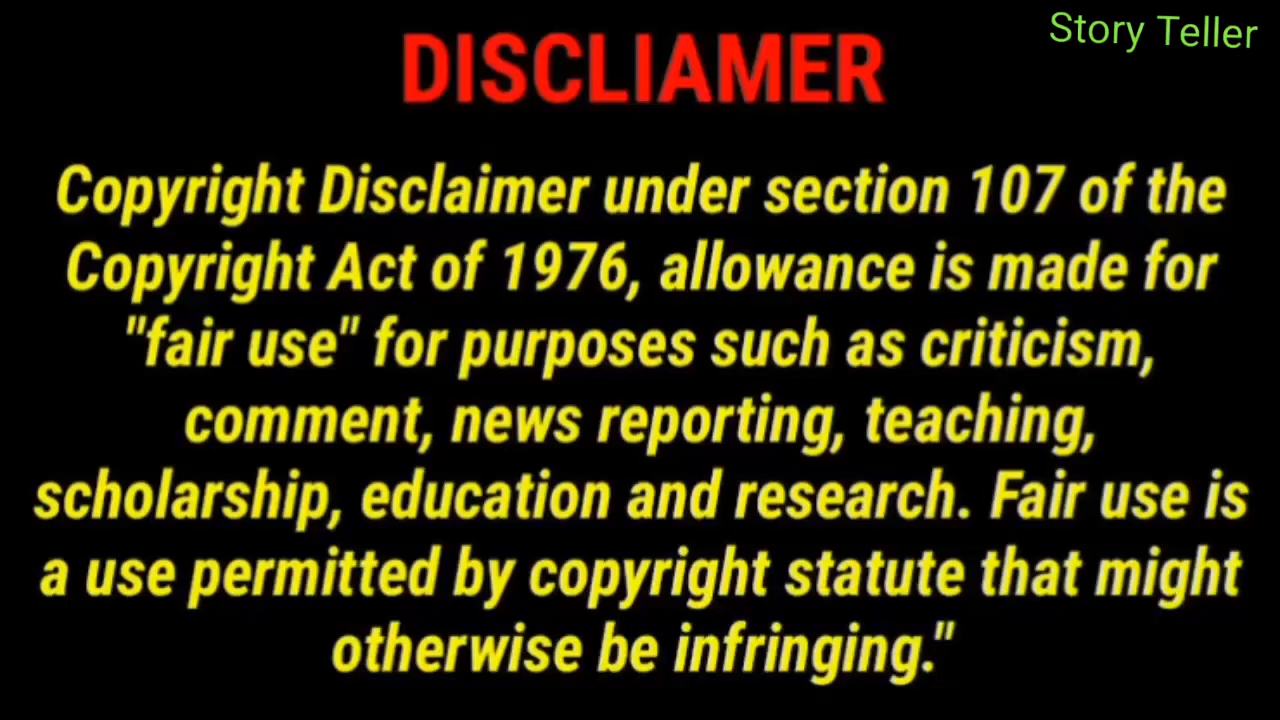 Story Teller
DISCLIAMER
Copyright Disclaimer under section 107 of the
Copyright Act of 1976, allowance is made for
"fair use" for purposes such as criticism,
comment, news reporting, teaching,
scholarship, education and research. Fair use is
a use permitted by copyright statute that might
otherwise be infringing."